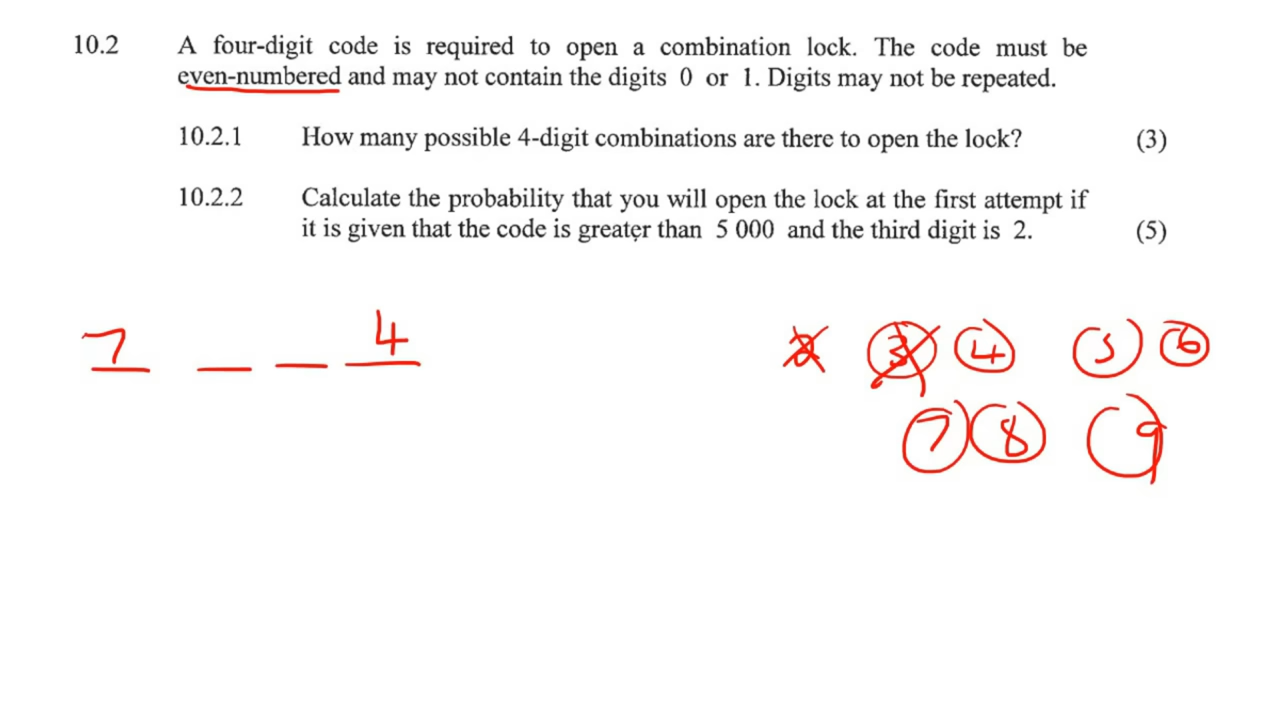 10.2 A four-digit code is required to open a combination lock. The code must be
even-numbered and may not contain the digits 0 or 1. Digits may not be repeated.
10.2.1 How many possible 4-digit combinations are there to open the lock? (3)
10.2.2 Calculate the probability that you will open the lock at the first attempt if
it is given that the code is greater than 5 000 and the third digit is 2. (5)
7 _ _ 4
2 3 4 5 6
7 8 9